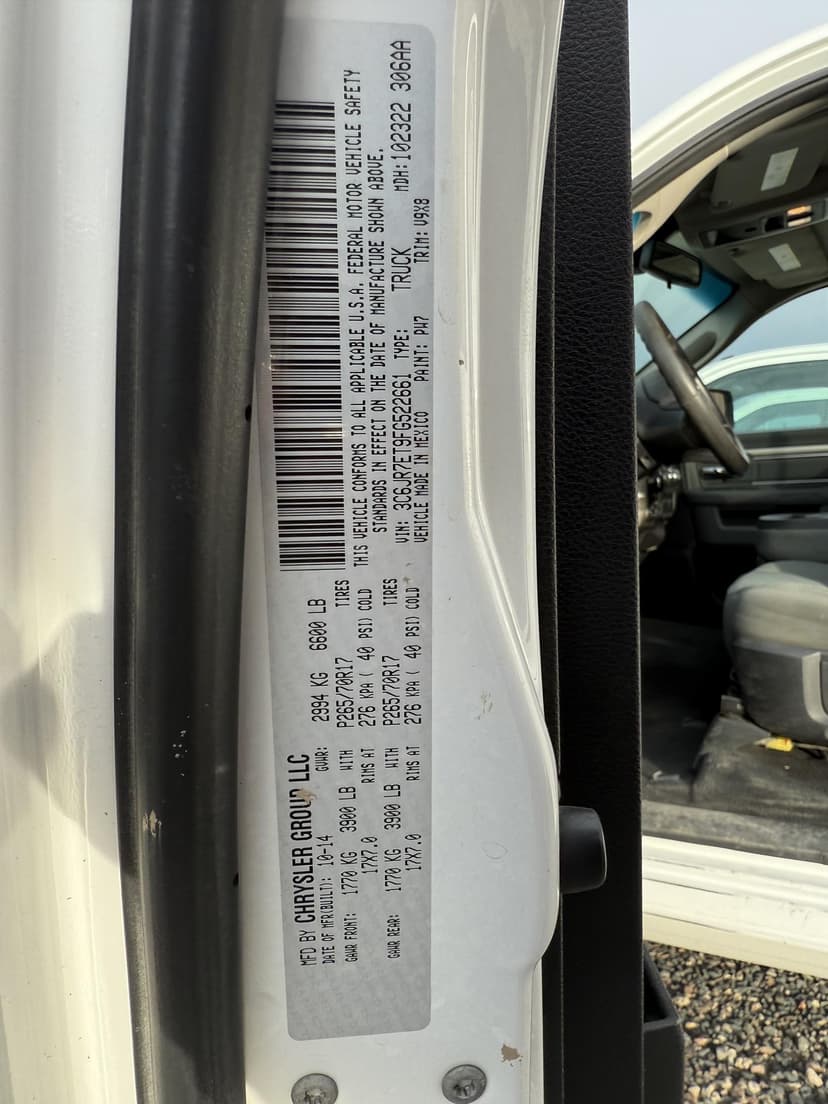 MFD BY CHRYSLER GROUP LLC
DATE OF MFR(BUILT): 10-14 GVWR: 2994 KG 6600 LB
GAWR FRONT: 1770 KG 3900 LB WITH P265/70R17 TIRES
17X7.0 RIMS AT 276 KPA ( 40 PSI) COLD
GAWR REAR: 1770 KG 3900 LB WITH P265/70R17 TIRES
17X7.0 RIMS AT 276 KPA ( 40 PSI) COLD
THIS VEHICLE CONFORMS TO ALL APPLICABLE U.S.A. FEDERAL MOTOR VEHICLE SAFETY
STANDARDS IN EFFECT ON THE DATE OF MANUFACTURE SHOWN ABOVE.
VIN: 3C6JR7ET9FG522661 TYPE: TRUCK MDH:102322 306AA
VEHICLE MADE IN MEXICO PAINT: PW7 TRIM: V9X8